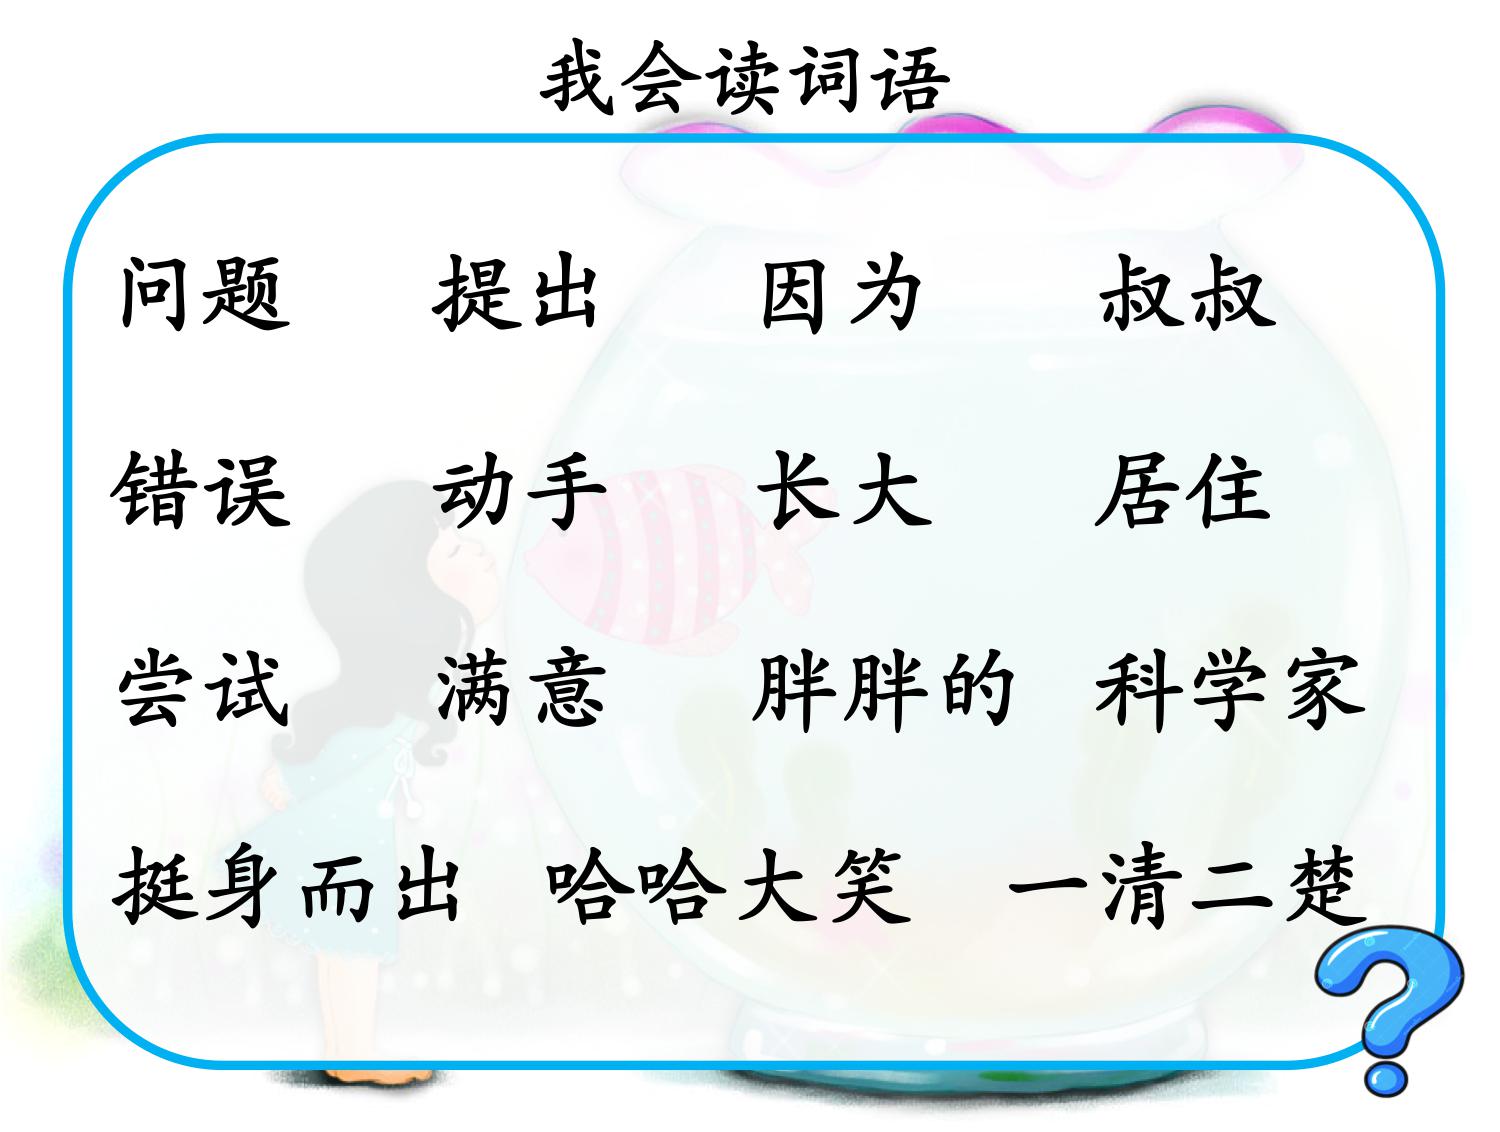 我会读词语
问题 提出 因为 叔叔
错误 动手 长大 居住
尝试 满意 胖胖的 科学家
挺身而出 哈哈大笑 一清二楚
?